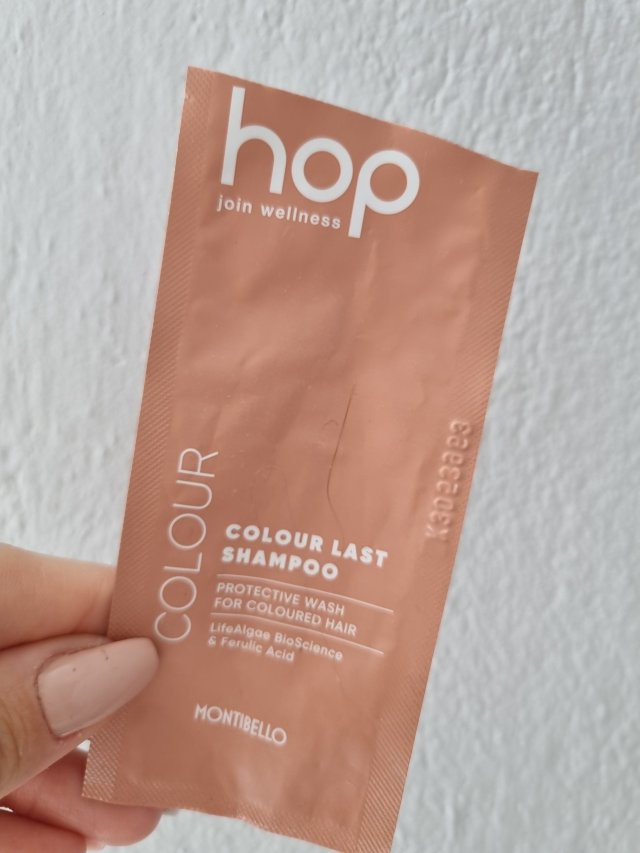 hop
join wellness
COLOUR
COLOUR LAST
SHAMPOO
PROTECTIVE WASH
FOR COLOURED HAIR
LifeAlgae BioScience
& Ferulic Acid
MONTIBELLO